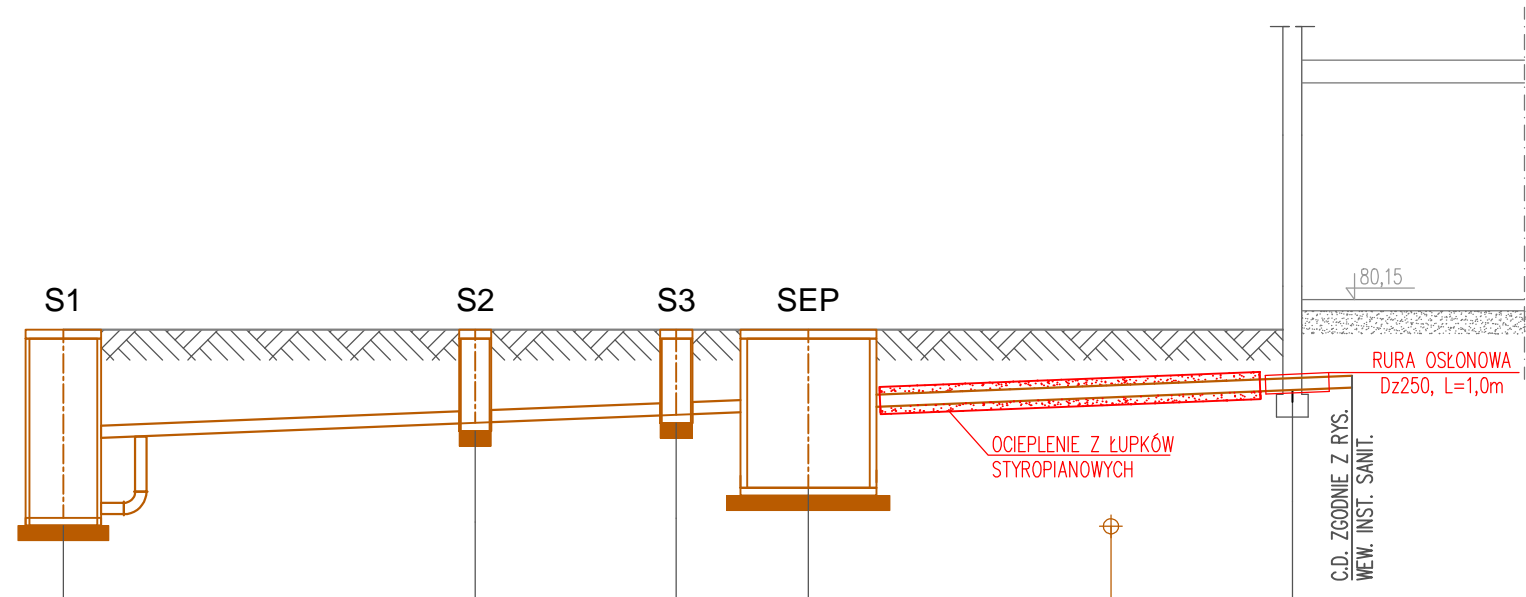 S1
S2
S3
SEP
80,15
RURA OSŁONOWA
Dz250, L=1,0m
OCIEPLENIE Z ŁUPKÓW
STYROPIANOWYCH
C.D. ZGODNIE Z RYS.
WEW. INST. SANIT.